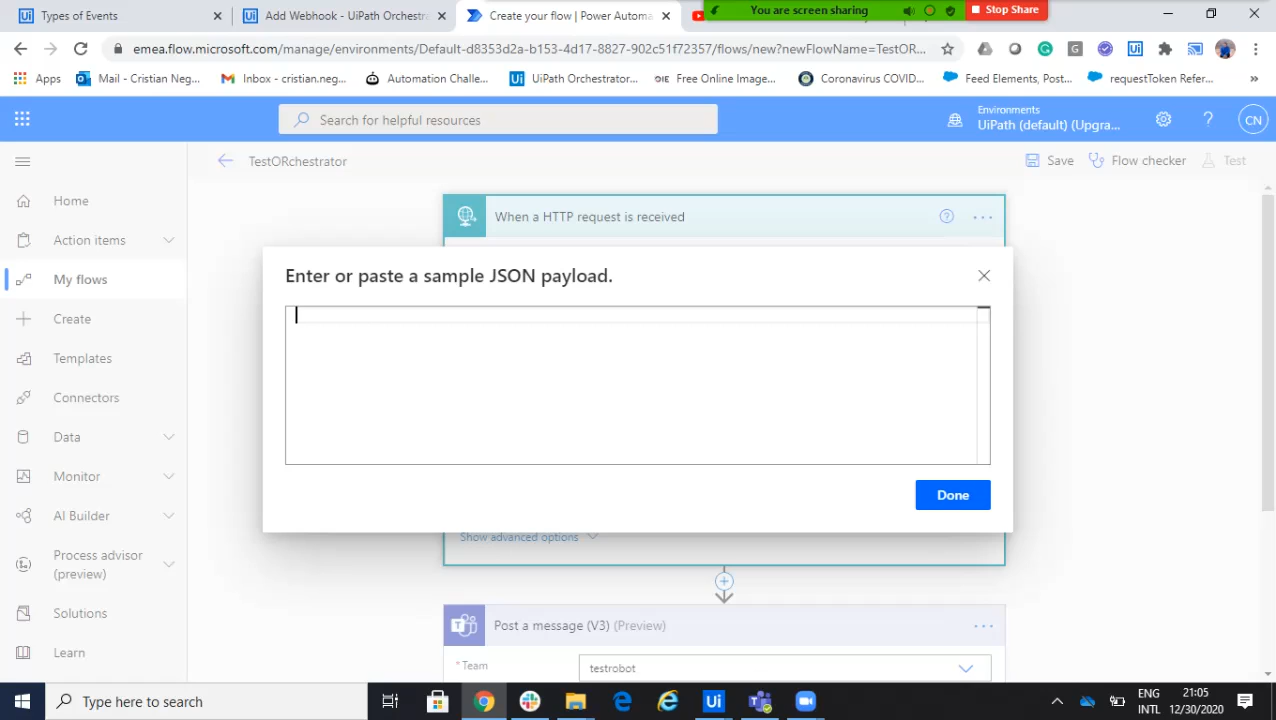 Types of Events
Add Webhook - UiPath Orchestra
Create your flow | Power Automa
You are screen sharing
Stop Share
emea.flow.microsoft.com/manage/environments/Default-d8353d2a-b153-4d17-8827-902c51f72357/flows/new?newFlowName=TestOR...
Apps
Mail - Cristian Neg...
Inbox - cristian.neg...
Automation Challe...
UiPath Orchestrator...
Free Online Image...
Coronavirus COVID...
Feed Elements, Post...
requestToken Refer...
»
Search for helpful resources
Environments
UiPath (default) (Upgra...
CN
TestORchestrator
Save
Flow checker
Test
Home
Action items
My flows
Create
Templates
Connectors
Data
Monitor
AI Builder
Process advisor
(preview)
Solutions
Learn
When a HTTP request is received
Enter or paste a sample JSON payload.
Done
Show advanced options
Post a message (V3) (Preview)
* Team
testrobot
Type here to search
ENG
INTL
21:05
12/30/2020